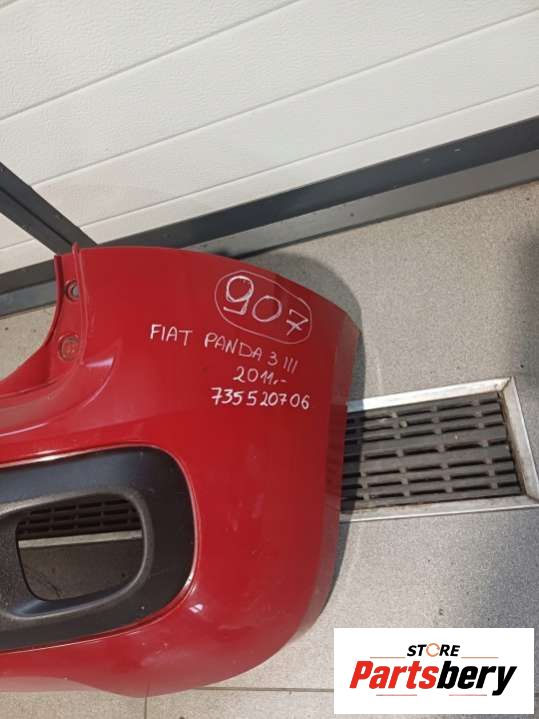 907
FIAT PANDA 3 III
2011.-
735520706
STORE
Partsbery